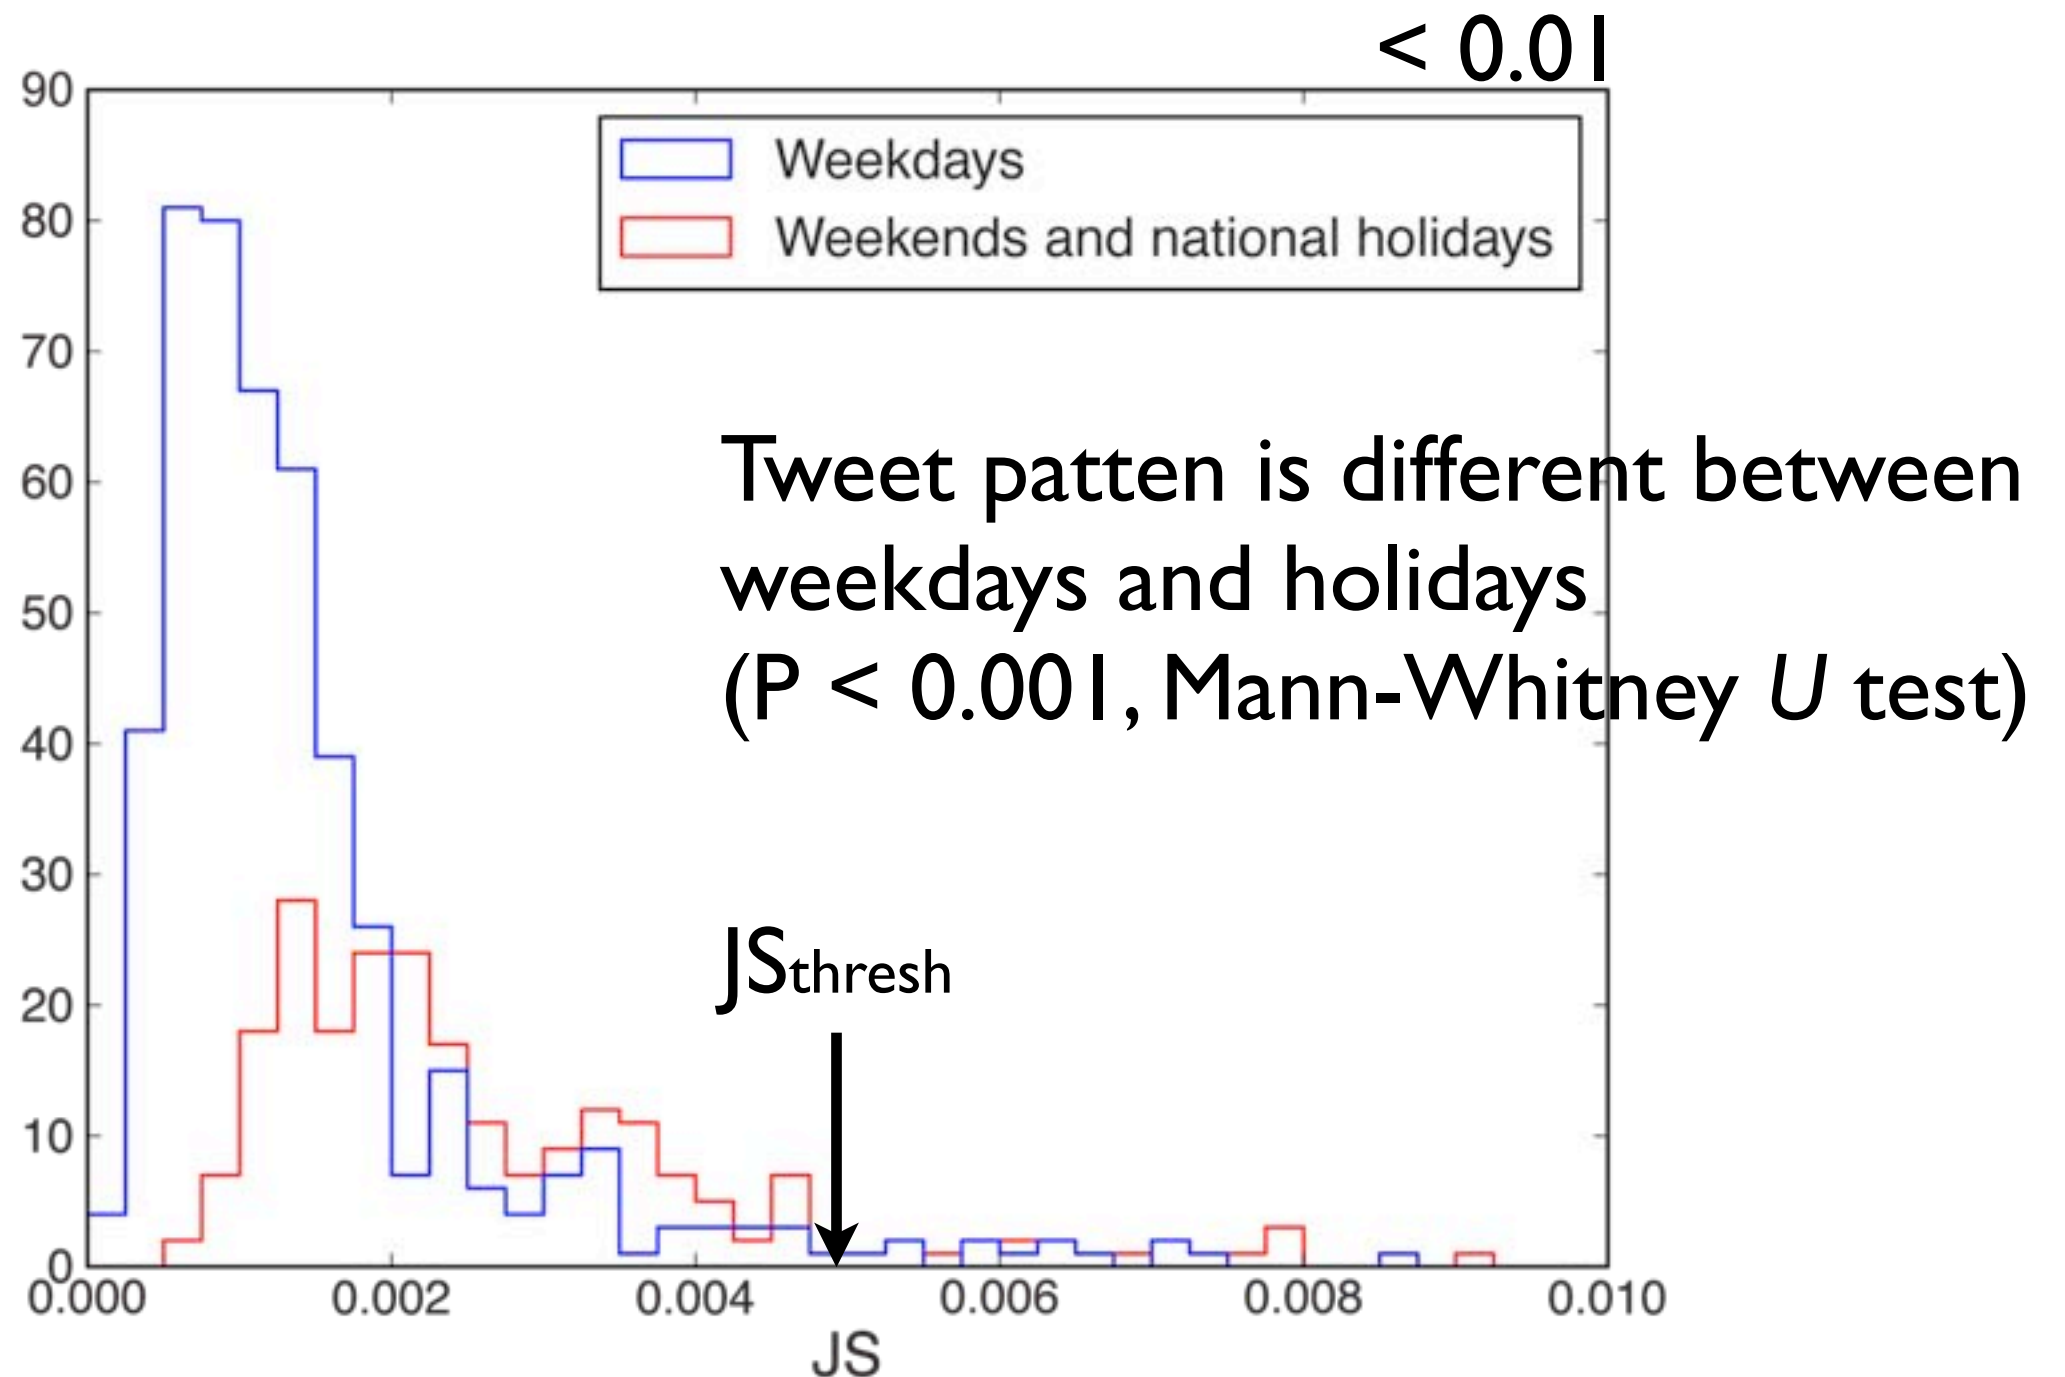 < 0.01
90
Weekdays
80
Weekends and national holidays
70
Tweet patten is different between
60
weekdays and holidays
50
(P < 0.001, Mann-Whitney U test)
40
30
JSthresh
20
10
0
0.000 0.002 0.004 0.006 0.008 0.010
JS